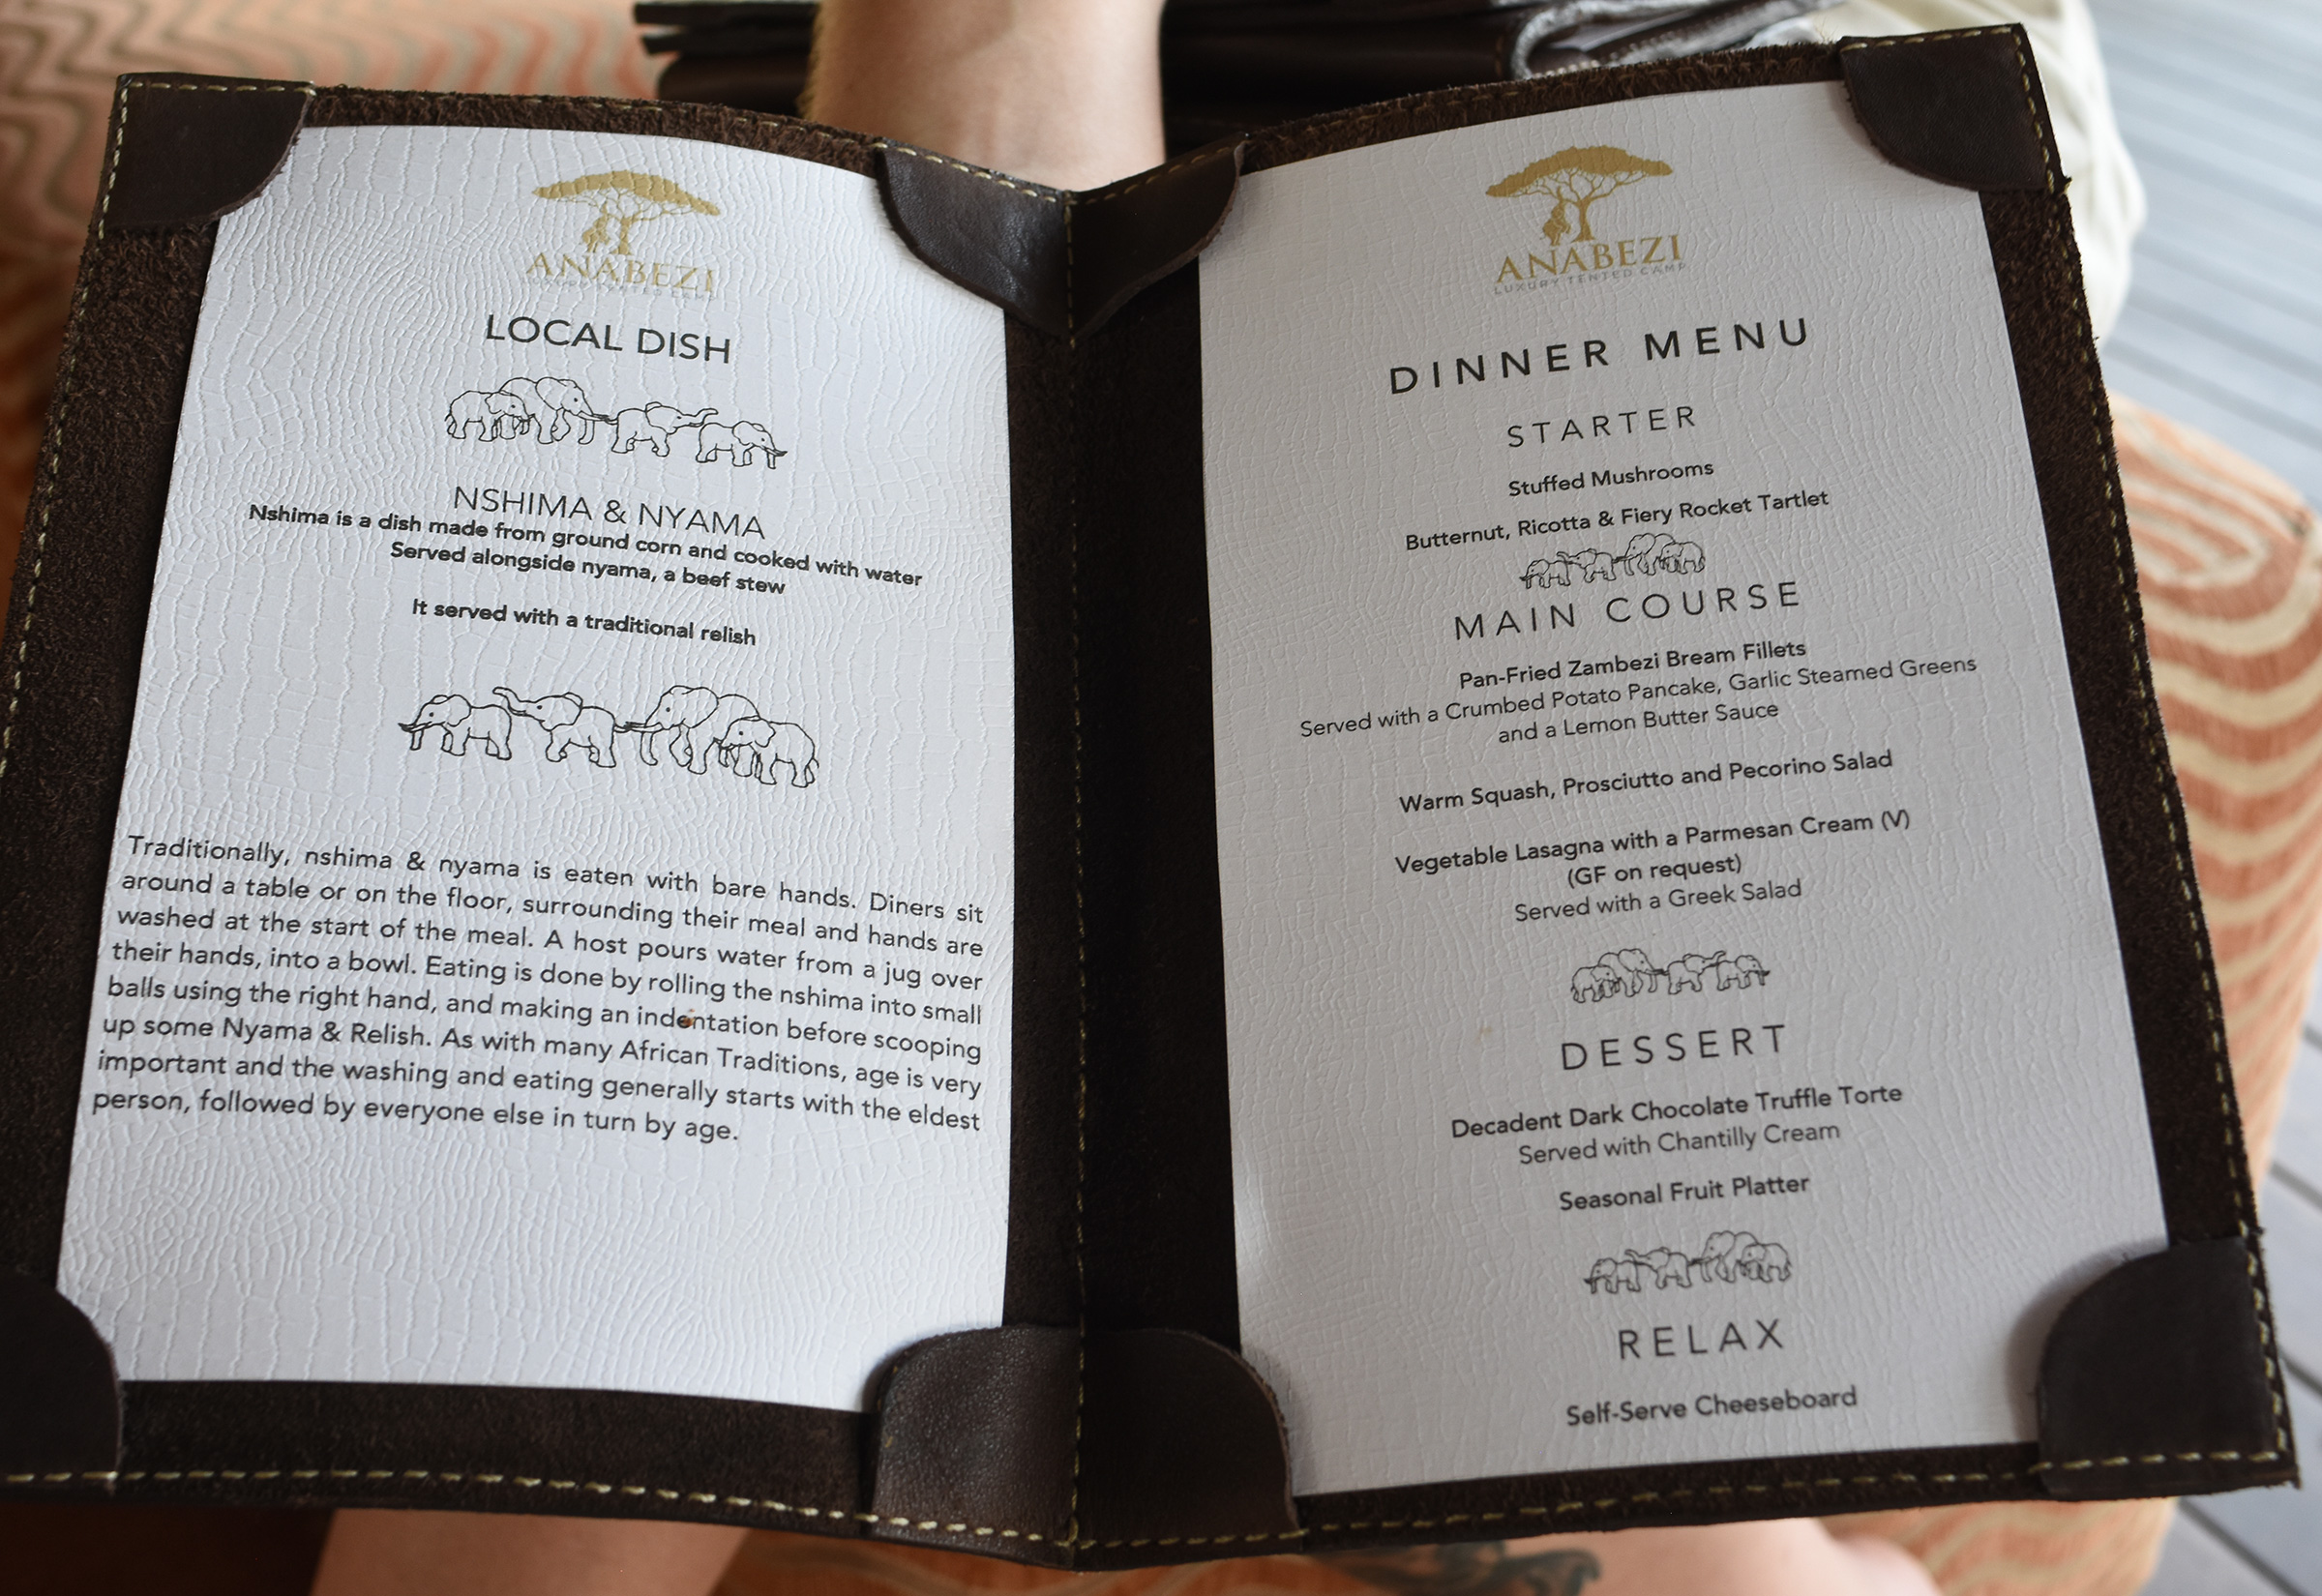 ANABEZI
LUXURY TENTED CAMP
LOCAL DISH
NSHIMA & NYAMA
Nshima is a dish made from ground corn and cooked with water
Served alongside nyama, a beef stew
It served with a traditional relish
Traditionally, nshima & nyama is eaten with bare hands. Diners sit
around a table or on the floor, surrounding their meal and hands are
washed at the start of the meal. A host pours water from a jug over
their hands, into a bowl. Eating is done by rolling the nshima into small
balls using the right hand, and making an indentation before scooping
up some Nyama & Relish. As with many African Traditions, age is very
important and the washing and eating generally starts with the eldest
person, followed by everyone else in turn by age.
ANABEZI
LUXURY TENTED CAMP
DINNER MENU
STARTER
Stuffed Mushrooms
Butternut, Ricotta & Fiery Rocket Tartlet
MAIN COURSE
Pan-Fried Zambezi Bream Fillets
Served with a Crumbed Potato Pancake, Garlic Steamed Greens
and a Lemon Butter Sauce
Warm Squash, Prosciutto and Pecorino Salad
Vegetable Lasagna with a Parmesan Cream (V)
(GF on request)
Served with a Greek Salad
DESSERT
Decadent Dark Chocolate Truffle Torte
Served with Chantilly Cream
Seasonal Fruit Platter
RELAX
Self-Serve Cheeseboard